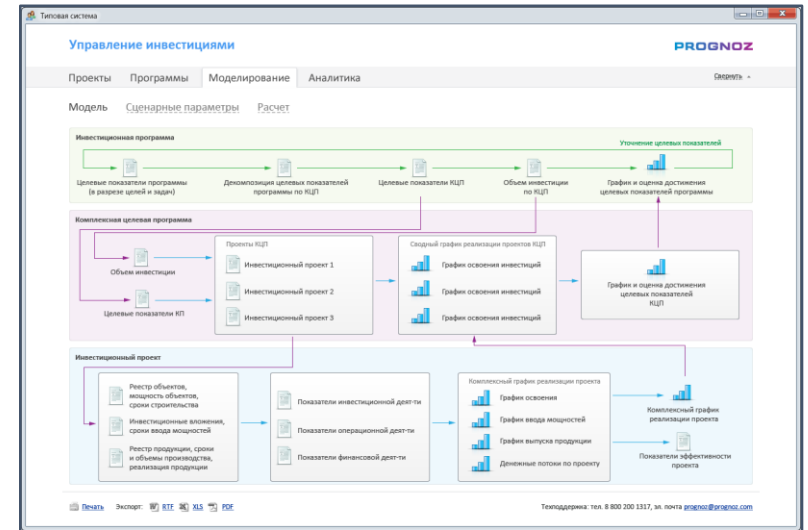 Типовая система
Управление инвестициями
PROGNOZ
Проекты Программы Моделирование Аналитика
Свернуть
Модель Сценарные параметры Расчет
Инвестиционная программа
Уточнение целевых показателей
Целевые показатели программы
(в разрезе целей и задач)
Декомпозиция целевых показателей
программы по КЦП
Целевые показатели КЦП
Объем инвестиции
по КЦП
График и оценка достижения
целевых показателей программы
Комплексная целевая программа
Объем инвестиции
Целевые показатели КП
Проекты КЦП
Инвестиционный проект 1
Инвестиционный проект 2
Инвестиционный проект 3
Сводный график реализации проектов КЦП
График освоения инвестиций
График освоения инвестиций
График освоения инвестиций
График и оценка достижения
целевых показателей
КЦП
Инвестиционный проект
Реестр объектов,
мощность объектов,
сроки строительства
Инвестиционные вложения,
сроки ввода мощностей
Реестр продукции, сроки
и объемы производства,
реализация продукции
Показатели инвестиционной деят-ти
Показатели операционной деят-ти
Показатели финансовой деят-ти
Комплексный график реализации проекта
График освоения
График ввода мощностей
График выпуска продукции
Денежные потоки по проекту
Комплексный график
реализации проекта
Показатели эффективности
проекта
Печать Экспорт: RTF XLS PDF
Техподдержка: тел. 8 800 200 1317, эл. почта prognoz@prognoz.com